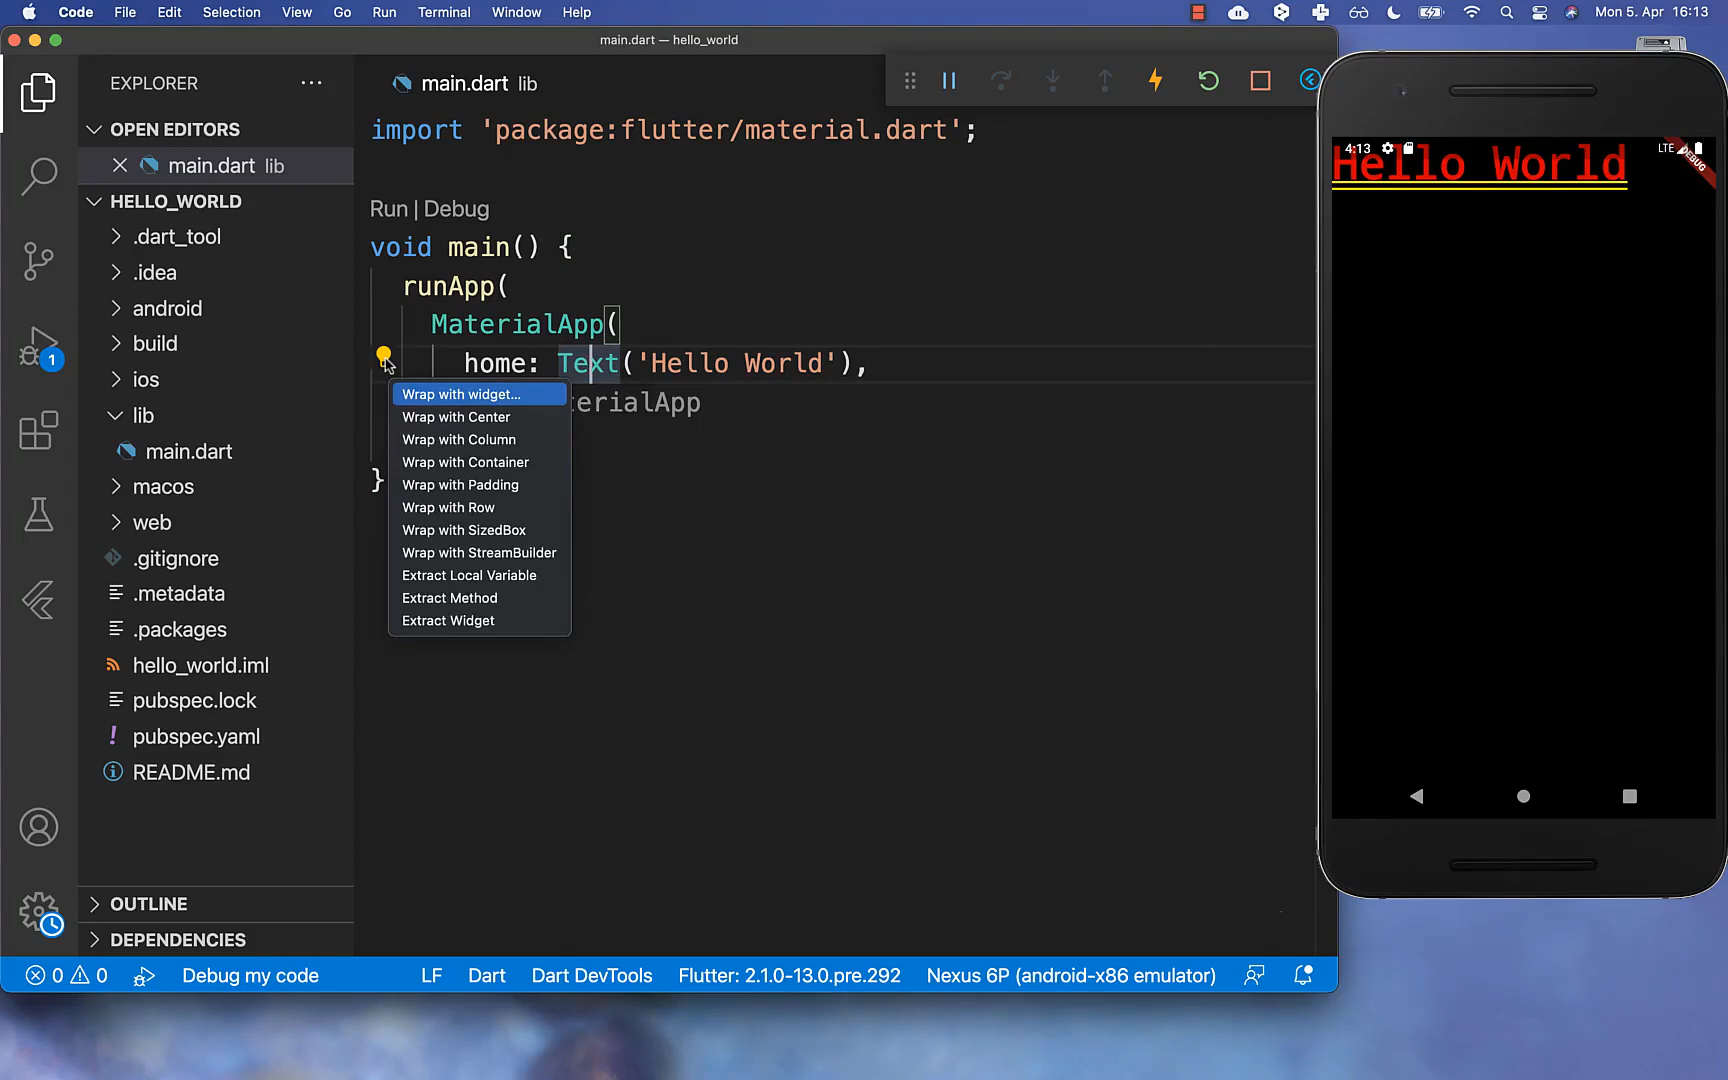 Code File Edit Selection View Go Run Terminal Window Help
Mon 5. Apr 16:13
main.dart — hello_world
EXPLORER
OPEN EDITORS
main.dart lib
HELLO_WORLD
.dart_tool
.idea
android
build
ios
lib
main.dart
macos
web
.gitignore
.metadata
.packages
hello_world.iml
pubspec.lock
pubspec.yaml
README.md
OUTLINE
DEPENDENCIES
1
main.dart lib
import 'package:flutter/material.dart';
Run | Debug
void main() {
runApp(
MaterialApp(
home: Text('Hello World'),
terialApp
}
Wrap with widget...
Wrap with Center
Wrap with Column
Wrap with Container
Wrap with Padding
Wrap with Row
Wrap with SizedBox
Wrap with StreamBuilder
Extract Local Variable
Extract Method
Extract Widget
4:13
LTE
DEBUG
Hello World
0 0 Debug my code LF Dart Dart DevTools Flutter: 2.1.0-13.0.pre.292 Nexus 6P (android-x86 emulator)